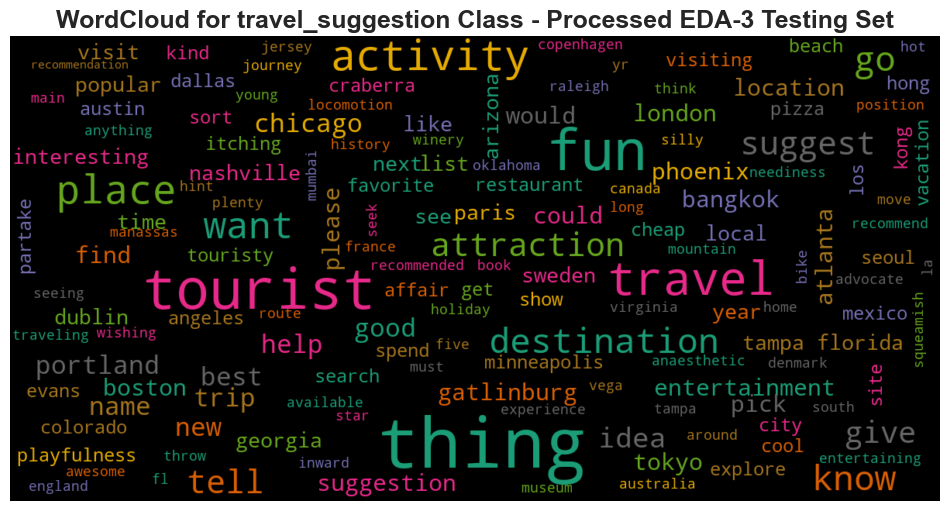 WordCloud for travel_suggestion Class - Processed EDA-3 Testing Set
visit kind jersey activity copenhagen visiting beach go hot
recommendation journey yr
popular dallas craberra raleigh think location hong
main young locomotion arizona would london pizza position
austin sort chicago like fun suggest
anything itching history winery silly kong vacation
interesting nashville mumbai next list oklahoma phoenix neediness
place hint favorite restaurant canada bangkok los move
partake time plenty want please seek see paris could long cheap local atlanta recommend
manassas touristy france attraction mountain seoul la
find recommended book sweden travel bike advocate
seeing tourist affair get show virginia home mexico squeamish
dublin angeles route holiday year
traveling wishing good destination tampa florida
help spend five minneapolis anaesthetic denmark
portland best search must site
evans boston trip gatlinburg vega entertainment
name available experience tampa pick south
colorado new star around city give
playfulness georgia thing idea cool
throw inward tokyo explore entertaining
awesome fl tell suggestion museum australia know
england